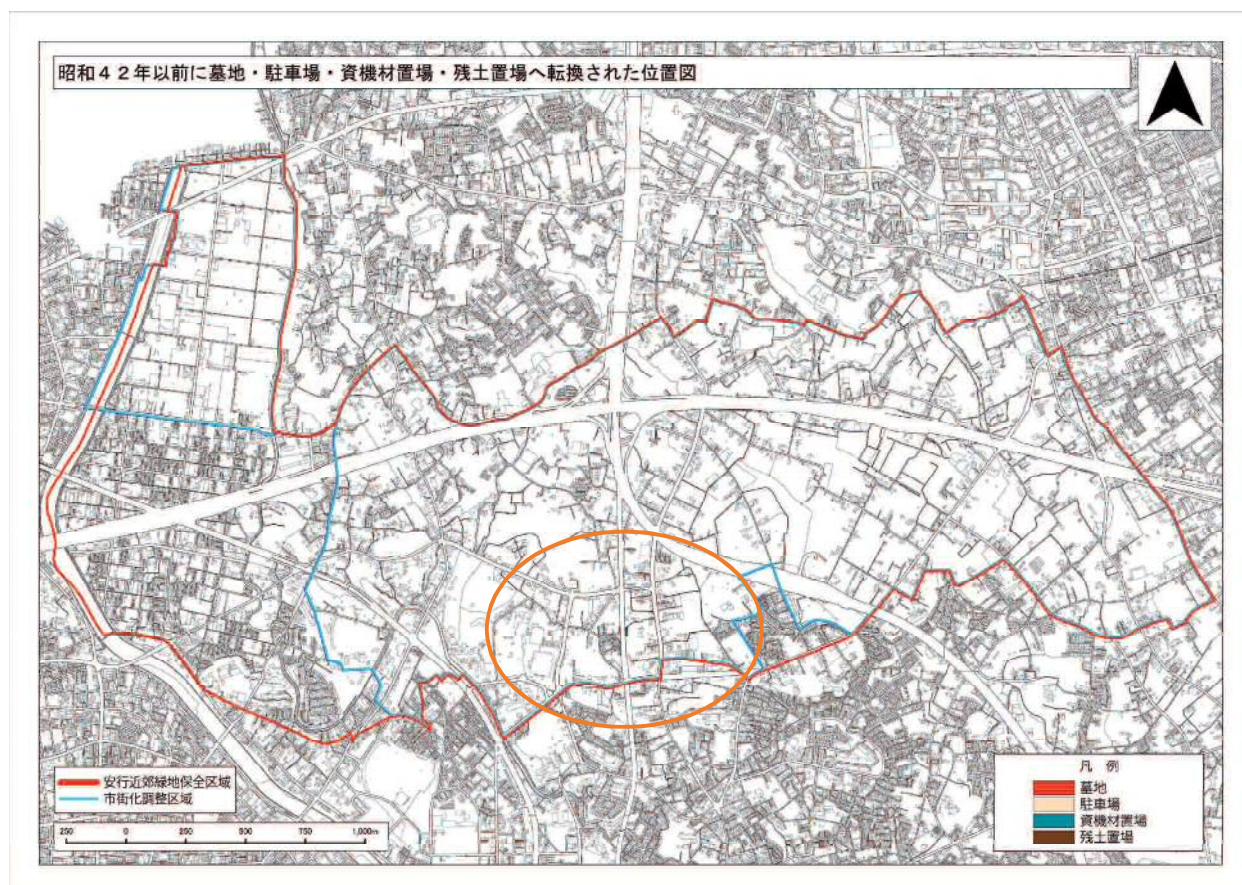 昭和42年以前に墓地・駐車場・資機材置場・残土置場へ転換された位置図
安行近郊緑地保全区域
市街化調整区域
250 0 250 500 750 1,000m
凡 例
墓地
駐車場
資機材置場
残土置場